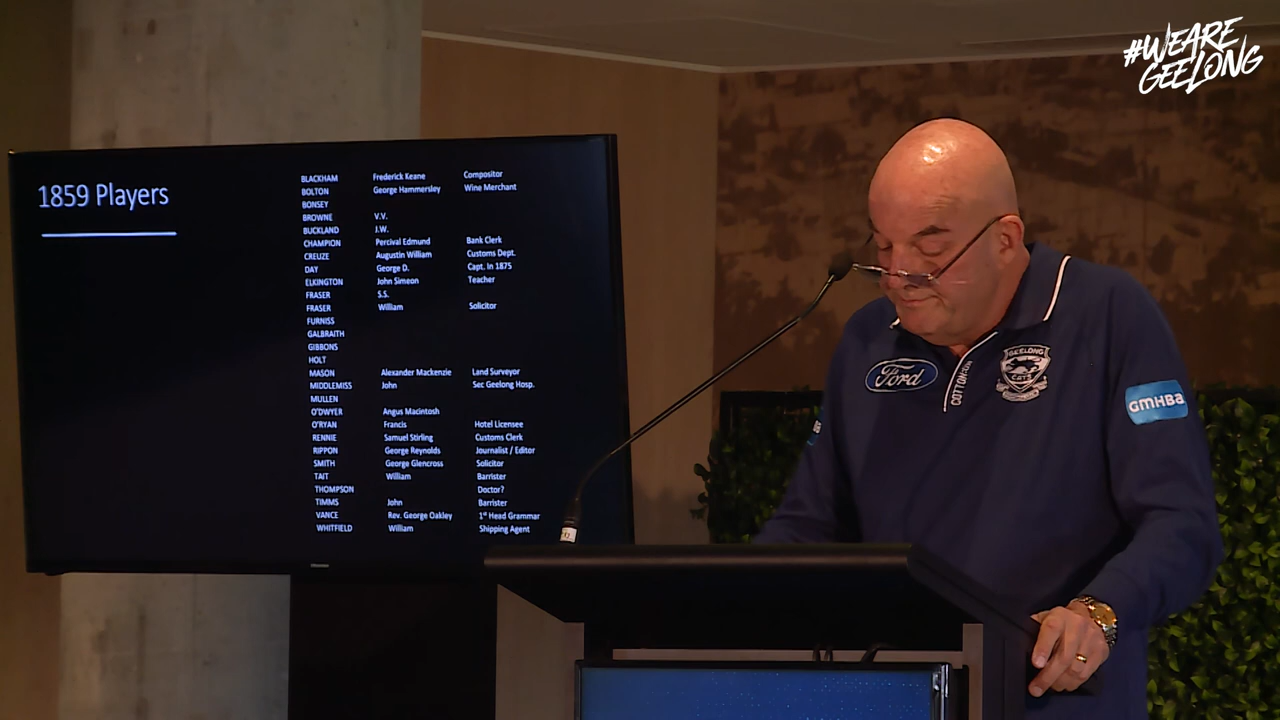 #WEARE
GEELONG
1859 Players
BLACKHAM Frederick Keane Compositor
BOLTON George Hammersley Wine Merchant
BONSEY
BROWNE V.V.
BUCKLAND J.W.
CHAMPION Percival Edmund Bank Clerk
CREUZE Augustin William Customs Dept.
DAY George D. Capt. In 1875
ELKINGTON John Simeon Teacher
FRASER S.S.
FRASER William Solicitor
FURNISS
GALBRAITH
GIBBONS
HOLT
MASON Alexander Mackenzie Land Surveyor
MIDDLEMISS John Sec Geelong Hosp.
MULLEN
O'DWYER Angus Macintosh
O'RYAN Francis Hotel Licensee
RENNIE Samuel Stirling Customs Clerk
RIPPON George Reynolds Journalist / Editor
SMITH George Glencross Solicitor
TAIT William Barrister
THOMPSON Doctor?
TIMMS John Barrister
VANCE Rev. George Oakley 1st Head Grammar
WHITFIELD William Shipping Agent
Hisense
Ford
COTTON:ON
GEELONG
CATS
GMHBA